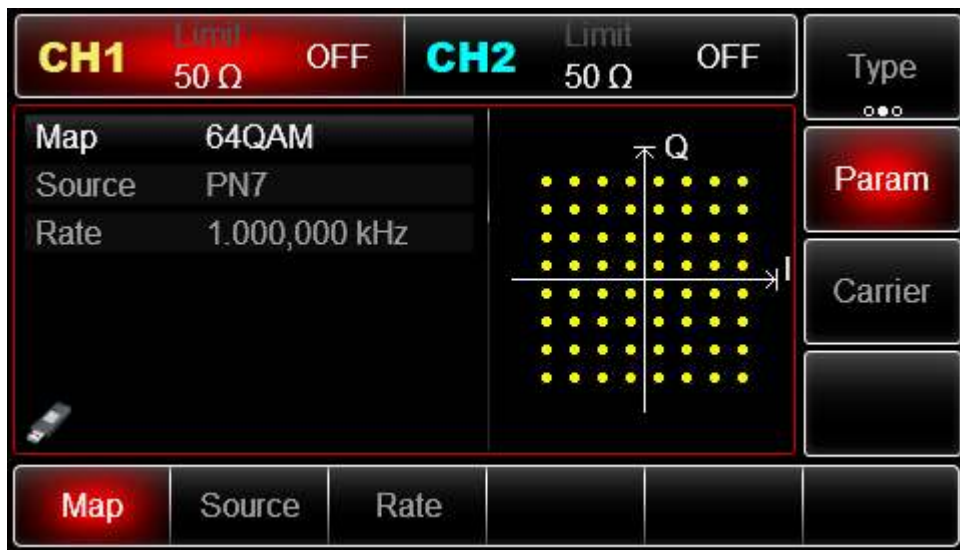 CH1 Limit 50 Ω OFF CH2 Limit 50 Ω OFF
Type
Map 64QAM
Source PN7
Rate 1.000,000 kHz
Q
I
Param
Carrier
Map Source Rate